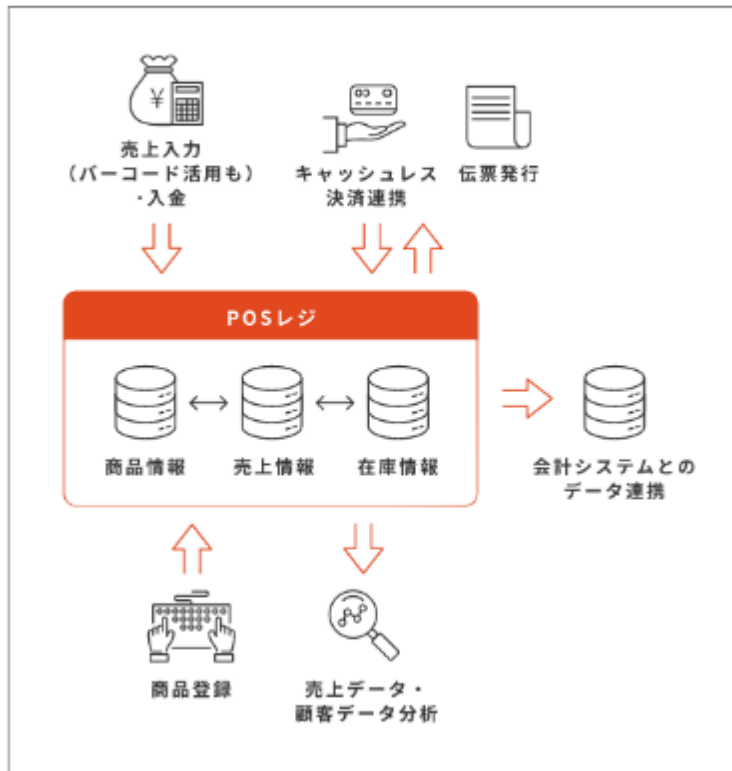 売上入力
（バーコード活用も）
・入金
キャッシュレス
決済連携
伝票発行
POSレジ
商品情報
売上情報
在庫情報
会計システムとの
データ連携
商品登録
売上データ・
顧客データ分析